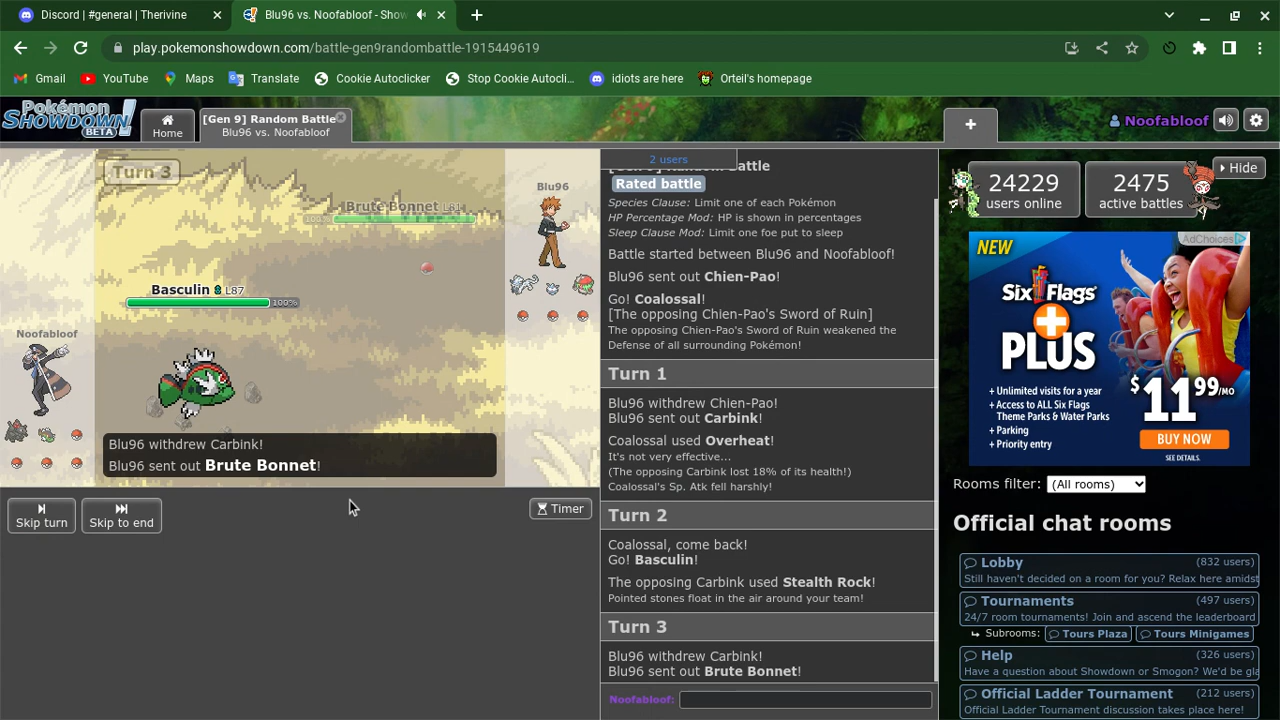 Discord | #general | Therivine
Blu96 vs. Noofabloof - Show
play.pokemonshowdown.com/battle-gen9randombattle-1915449619
Gmail
YouTube
Maps
Translate
Cookie Autoclicker
Stop Cookie Autocli...
idiots are here
Orteil's homepage
Pokémon
SHOWDOWN!
BETA
Home
[Gen 9] Random Battle
Blu96 vs. Noofabloof
+
Noofabloof
Turn 3
Brute Bonnet L81
100%
Basculin L87
100%
Blu96
Noofabloof
Blu96 withdrew Carbink!
Blu96 sent out Brute Bonnet!
Skip turn
Skip to end
Timer
2 users
[Gen 9] Random Battle
Rated battle
Species Clause: Limit one of each Pokémon
HP Percentage Mod: HP is shown in percentages
Sleep Clause Mod: Limit one foe put to sleep
Battle started between Blu96 and Noofabloof!
Blu96 sent out Chien-Pao!
Go! Coalossal!
[The opposing Chien-Pao's Sword of Ruin]
The opposing Chien-Pao's Sword of Ruin weakened the
Defense of all surrounding Pokémon!
Turn 1
Blu96 withdrew Chien-Pao!
Blu96 sent out Carbink!
Coalossal used Overheat!
It's not very effective...
(The opposing Carbink lost 18% of its health!)
Coalossal's Sp. Atk fell harshly!
Turn 2
Coalossal, come back!
Go! Basculin!
The opposing Carbink used Stealth Rock!
Pointed stones float in the air around your team!
Turn 3
Blu96 withdrew Carbink!
Blu96 sent out Brute Bonnet!
Noofabloof:
Hide
24229
users online
2475
active battles
AdChoices
NEW
Six Flags
+
PLUS
+ Unlimited visits for a year
+ Access to ALL Six Flags
Theme Parks & Water Parks
+ Parking
+ Priority entry
$11.99/MO
BUY NOW
SEE DETAILS.
Rooms filter: (All rooms)
Official chat rooms
Lobby (832 users)
Still haven't decided on a room for you? Relax here amidst
Tournaments (497 users)
24/7 room tournaments! Join and ascend the leaderboard
Subrooms: Tours Plaza Tours Minigames
Help (326 users)
Have a question about Showdown or Smogon? We'd be gla
Official Ladder Tournament (212 users)
Official Ladder Tournament discussion takes place here!